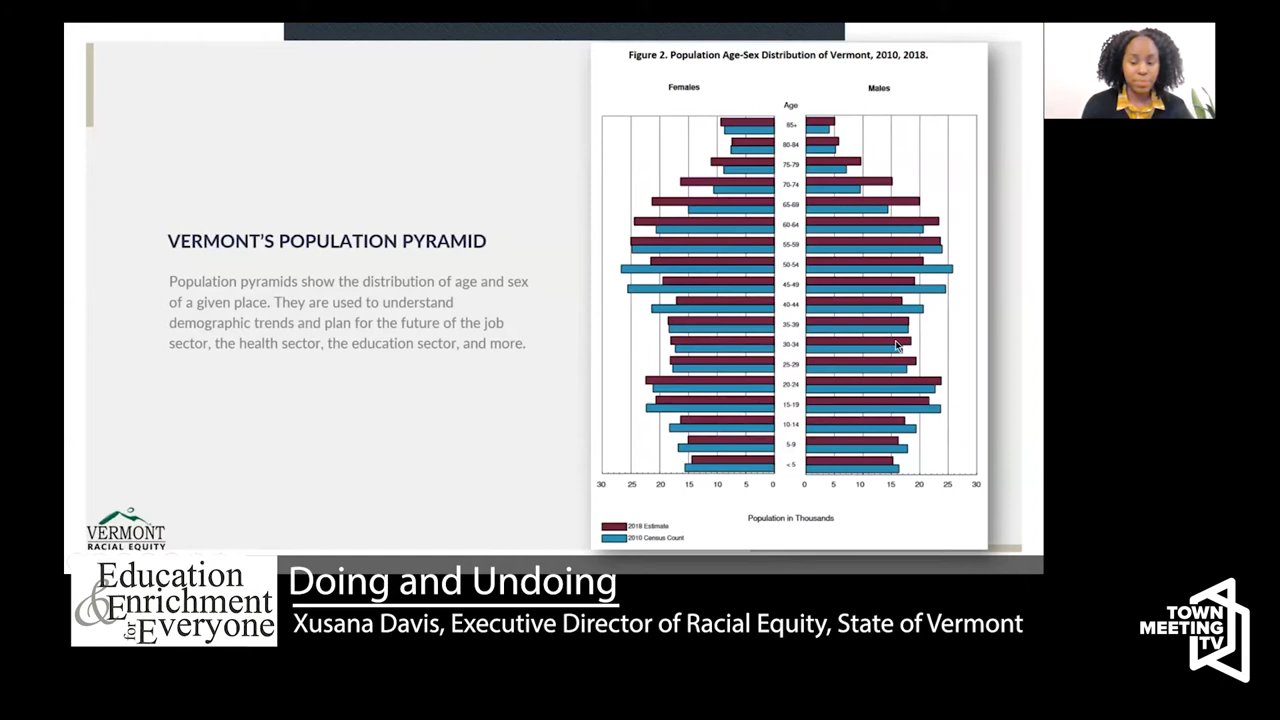 Figure 2. Population Age-Sex Distribution of Vermont, 2010, 2018.
Females
Males
Age
85+
80-84
75-79
70-74
65-69
60-64
55-59
50-54
45-49
40-44
35-39
30-34
25-29
20-24
15-19
10-14
5-9
< 5
30 25 20 15 10 5 0 0 5 10 15 20 25 30
Population in Thousands
2018 Estimate
2010 Census Count
VERMONT'S POPULATION PYRAMID
Population pyramids show the distribution of age and sex
of a given place. They are used to understand
demographic trends and plan for the future of the job
sector, the health sector, the education sector, and more.
VERMONT
RACIAL EQUITY
Education
& Enrichment
for Everyone
Doing and Undoing
Xusana Davis, Executive Director of Racial Equity, State of Vermont
TOWN
MEETING
TV